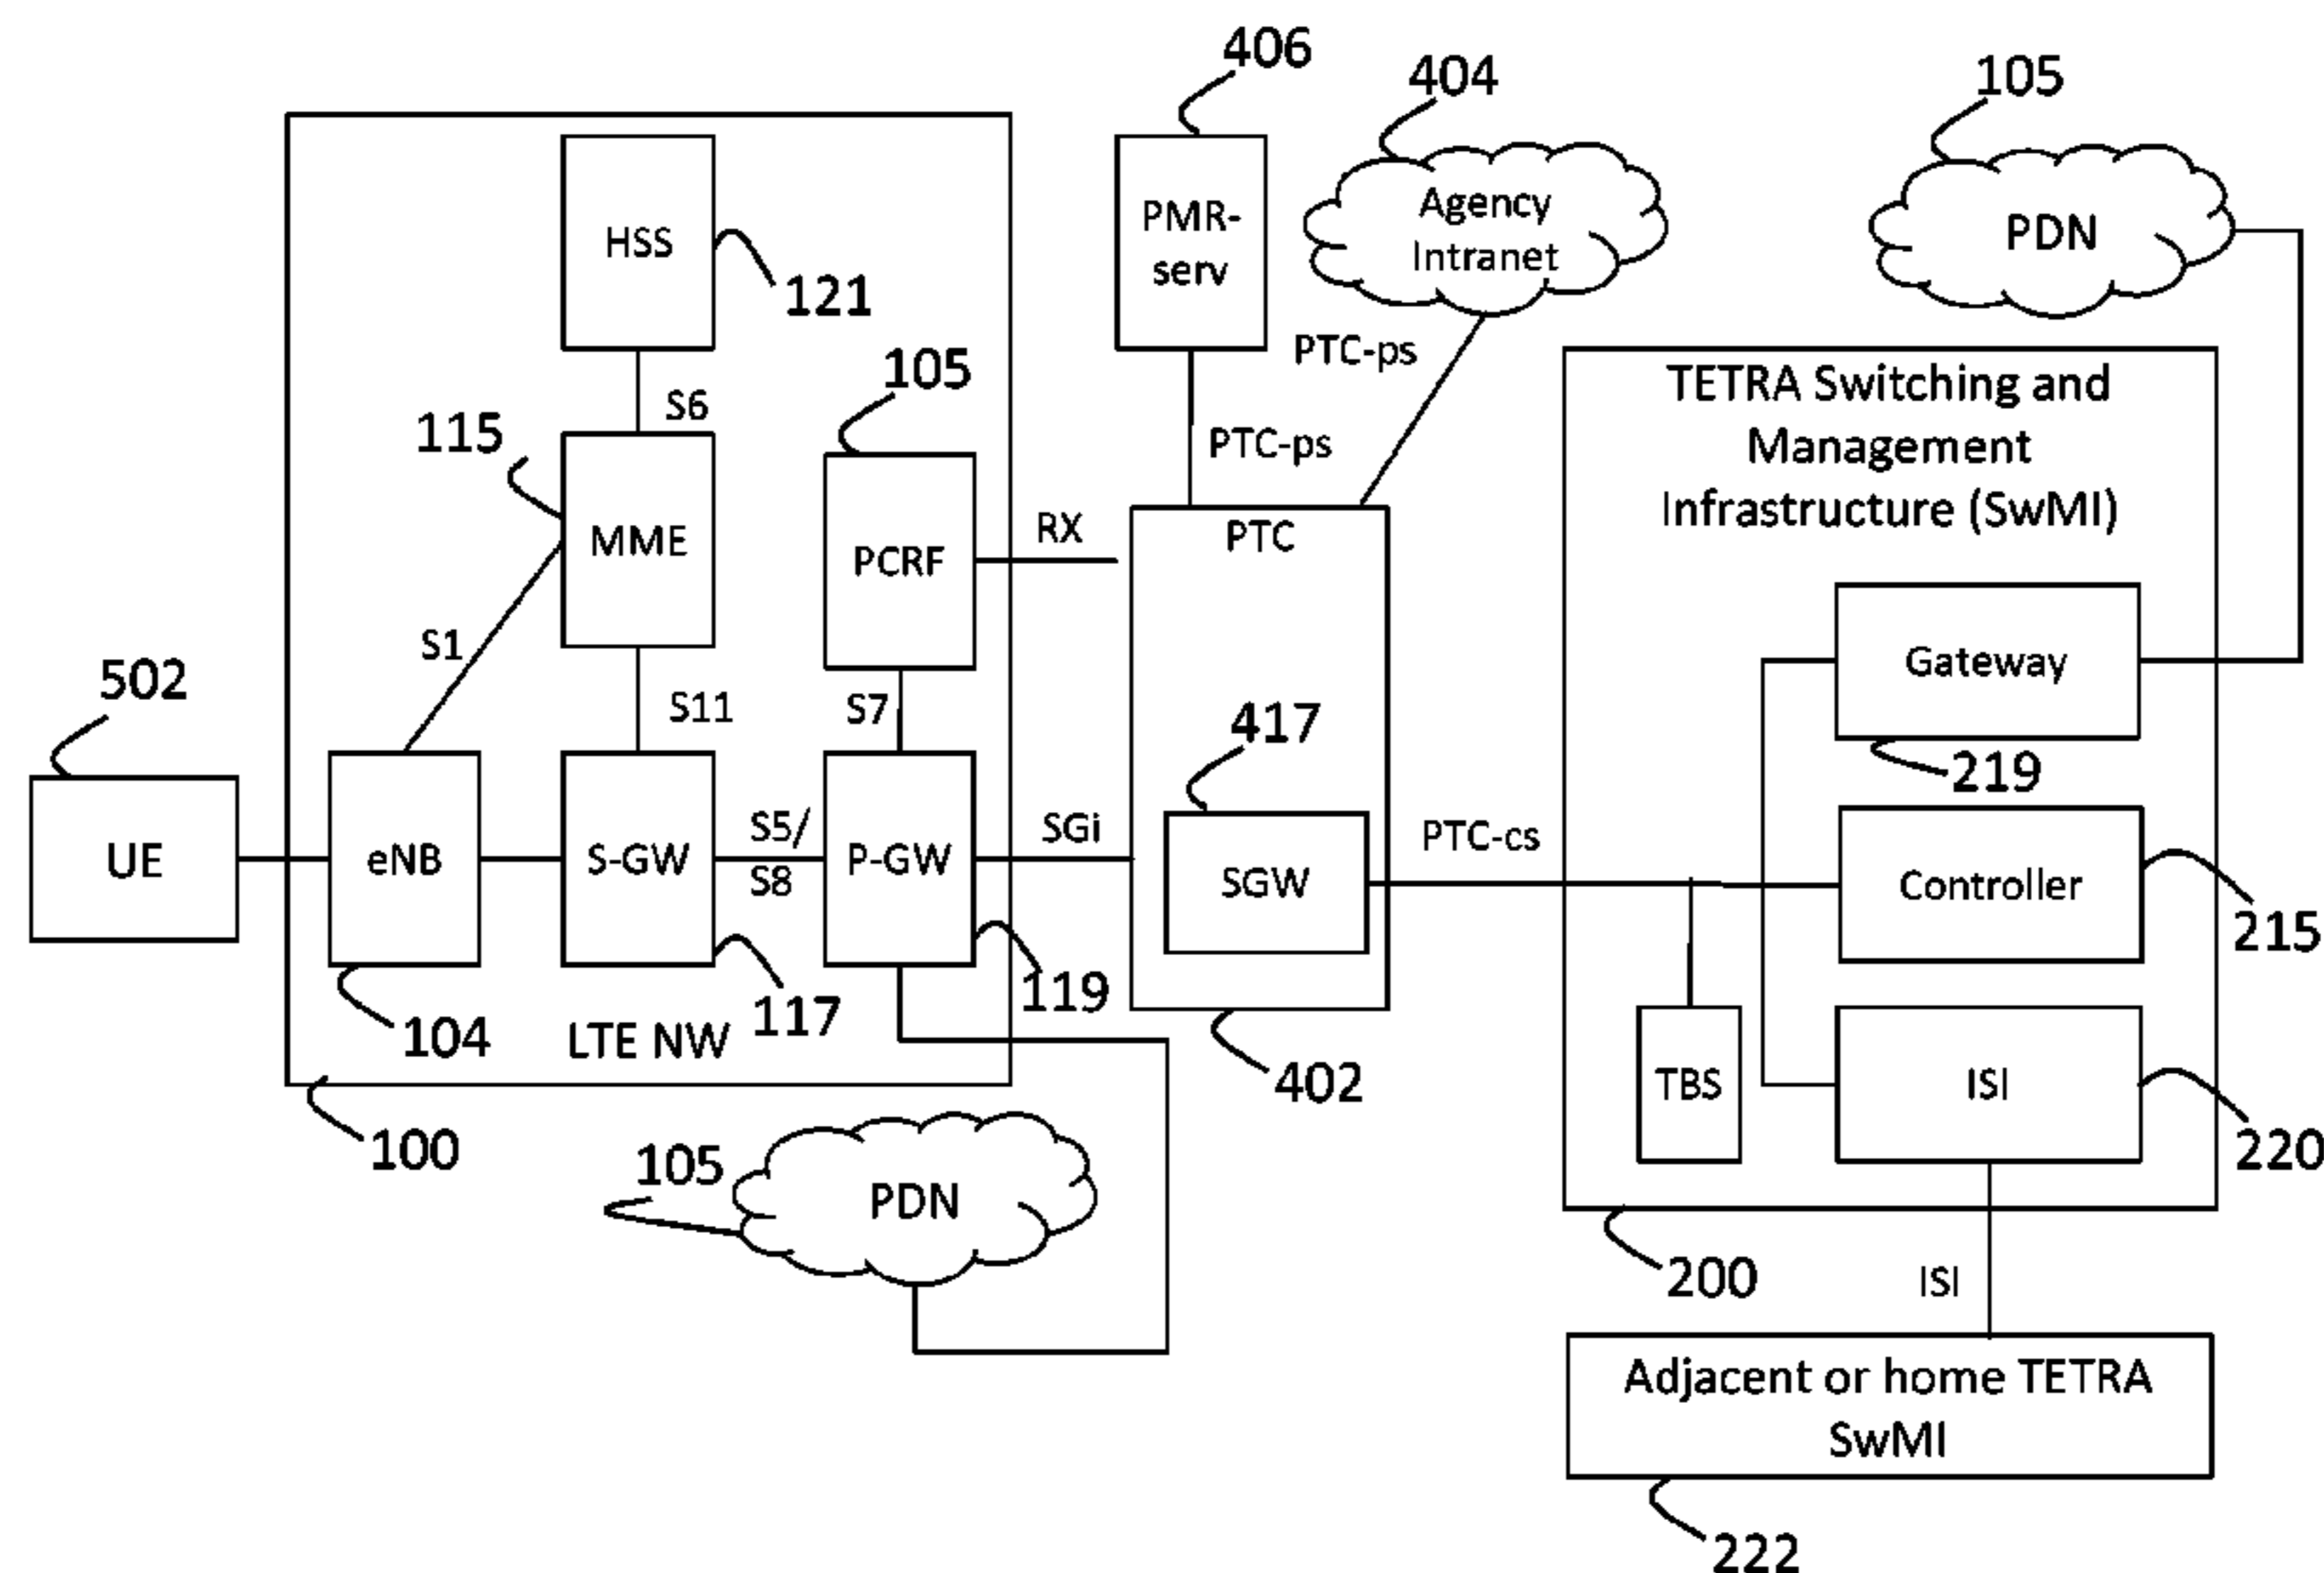 406
404
105
PMR-
serv
Agency
Intranet
PDN
HSS
121
PTC-ps
105
S6
115
PTC-ps
TETRA Switching and
Management
Infrastructure (SwMI)
MME
PCRF
RX
PTC
S1
S11
S7
502
Gateway
417
219
UE
eNB
S-GW
S5/
S8
P-GW
SGi
SGW
PTC-cs
Controller
215
104
LTE NW
117
119
402
TBS
ISI
100
220
105
PDN
200
ISI
Adjacent or home TETRA
SwMI
222